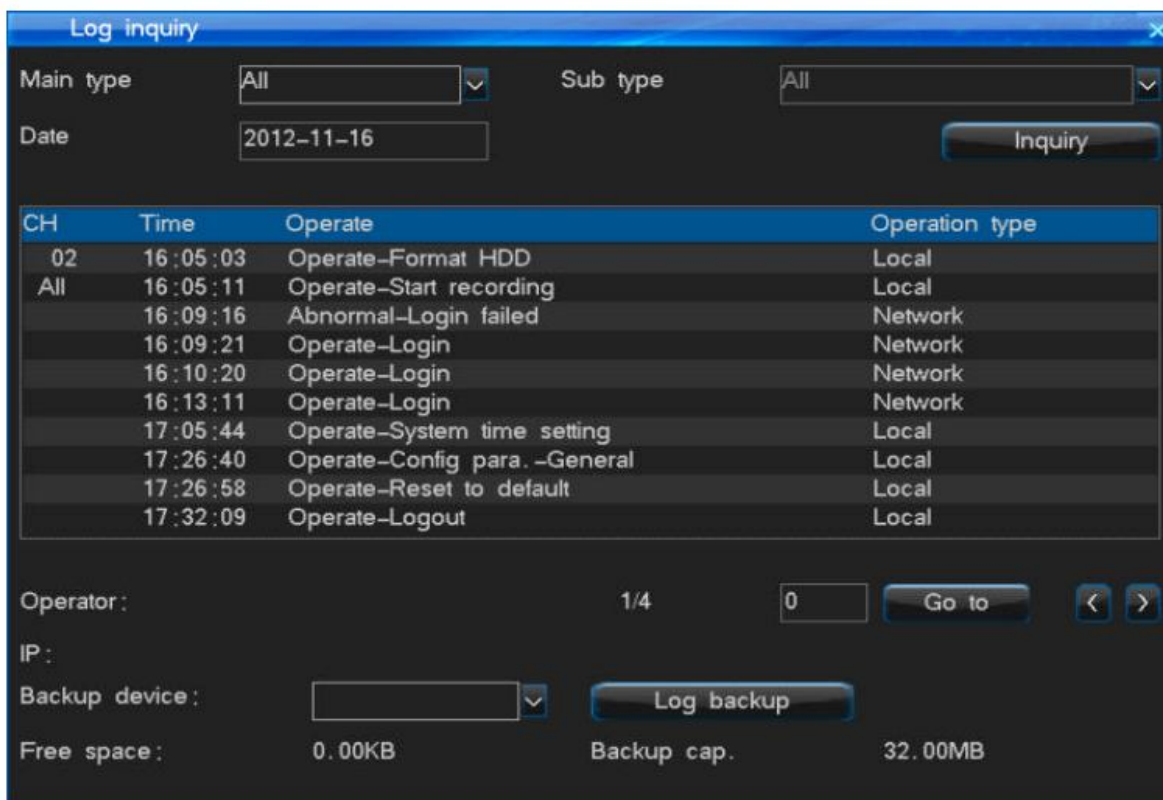 Log inquiry
Main type All Sub type All
Date 2012-11-16 Inquiry
CH Time Operate Operation type
02 16:05:03 Operate-Format HDD Local
All 16:05:11 Operate-Start recording Local
16:09:16 Abnormal-Login failed Network
16:09:21 Operate-Login Network
16:10:20 Operate-Login Network
16:13:11 Operate-Login Network
17:05:44 Operate-System time setting Local
17:26:40 Operate-Config para.-General Local
17:26:58 Operate-Reset to default Local
17:32:09 Operate-Logout Local
Operator: 1/4 0 Go to < >
IP:
Backup device: Log backup
Free space: 0.00KB Backup cap. 32.00MB